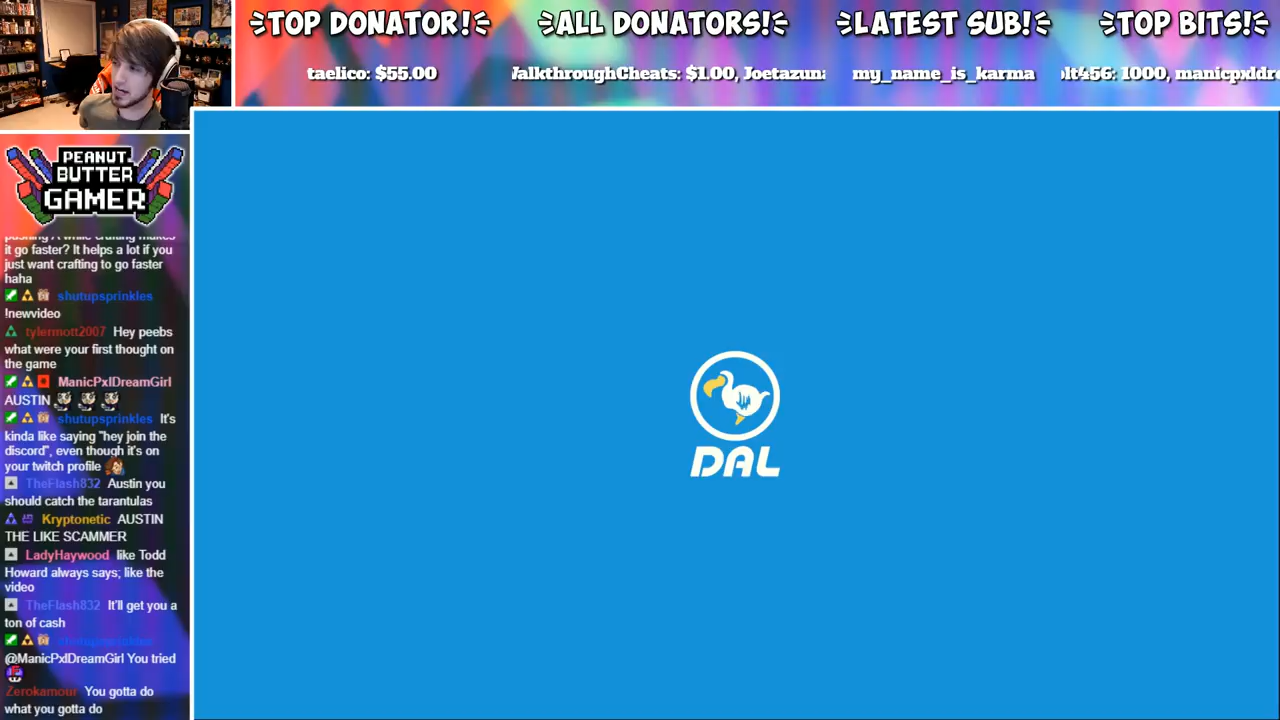 TOP DONATOR!
ALL DONATORS!
LATEST SUB!
TOP BITS!
taelico: $55.00
alkthroughCheats: $1.00, Joetazuna
my_name_is_karma
lt456: 1000, manicpxldre
PEANUT
BUTTER
GAMER
pushing A while crafting makes
it go faster? It helps a lot if you
just want crafting to go faster
haha
shutupsprinkles
!newvideo
tylermott2007 Hey peebs
what were your first thought on
the game
ManicPxlDreamGirl
AUSTIN
shutupsprinkles It's
kinda like saying "hey join the
discord", even though it's on
your twitch profile
TheFlash832 Austin you
should catch the tarantulas
Kryptonetic AUSTIN
THE LIKE SCAMMER
LadyHaywood like Todd
Howard always says; like the
video
TheFlash832 It'll get you a
ton of cash
shutupsprinkles
@ManicPxlDreamGirl You tried
Zerokamour You gotta do
what you gotta do
DAL